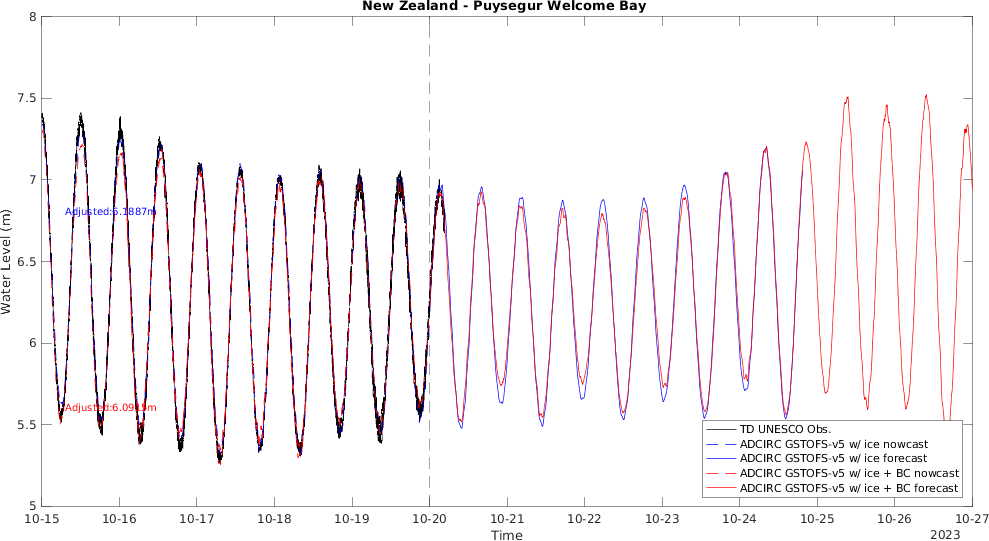 New Zealand - Puysegur Welcome Bay
8
7.5
7
6.5
6
5.5
5
Water Level (m)
Adjusted:6.1887m
Adjusted:6.0915m
TD UNESCO Obs.
ADCIRC GSTOFS-v5 w/ ice nowcast
ADCIRC GSTOFS-v5 w/ ice forecast
ADCIRC GSTOFS-v5 w/ ice + BC nowcast
ADCIRC GSTOFS-v5 w/ ice + BC forecast
10-15 10-16 10-17 10-18 10-19 10-20 10-21 10-22 10-23 10-24 10-25 10-26 10-27
Time
2023